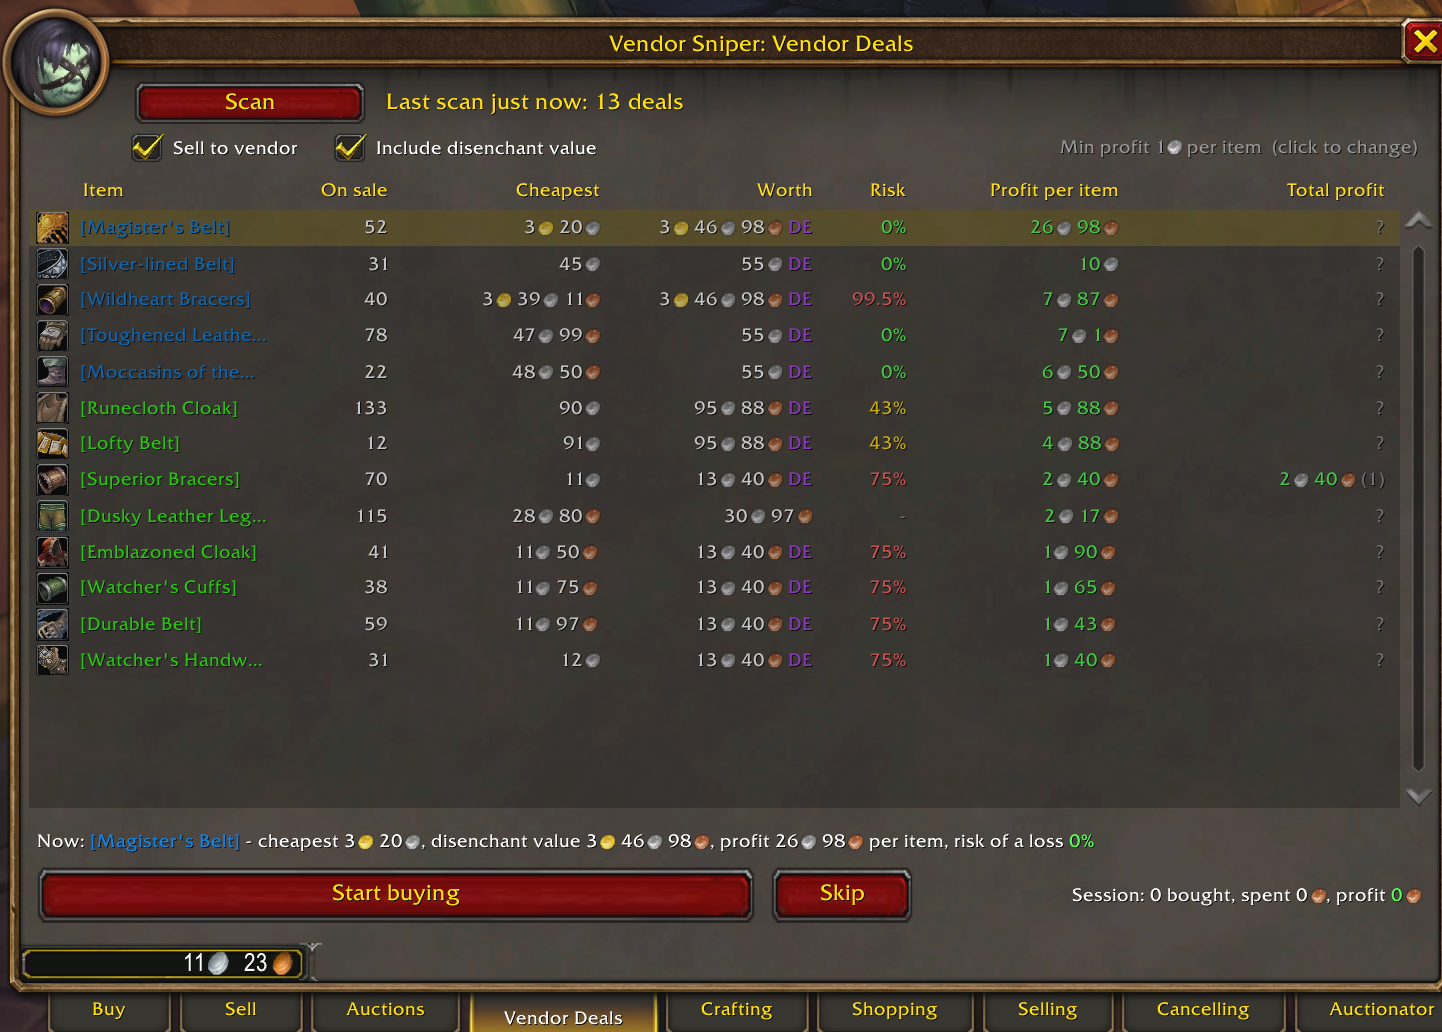 Vendor Sniper: Vendor Deals
Scan Last scan just now: 13 deals
Sell to vendor Include disenchant value Min profit 1 per item (click to change)
Item On sale Cheapest Worth Risk Profit per item Total profit
[Magister's Belt] 52 3 20 3 46 98 DE 0% 26 98 ?
[Silver-lined Belt] 31 45 55 DE 0% 10 ?
[Wildheart Bracers] 40 3 39 11 3 46 98 DE 99.5% 7 87 ?
[Toughened Leathe... 78 47 99 55 DE 0% 7 1 ?
[Moccasins of the... 22 48 50 55 DE 0% 6 50 ?
[Runecloth Cloak] 133 90 95 88 DE 43% 5 88 ?
[Lofty Belt] 12 91 95 88 DE 43% 4 88 ?
[Superior Bracers] 70 11 13 40 DE 75% 2 40 2 40 (1)
[Dusky Leather Leg... 115 28 80 30 97 - 2 17 ?
[Emblazoned Cloak] 41 11 50 13 40 DE 75% 1 90 ?
[Watcher's Cuffs] 38 11 75 13 40 DE 75% 1 65 ?
[Durable Belt] 59 11 97 13 40 DE 75% 1 43 ?
[Watcher's Handw... 31 12 13 40 DE 75% 1 40 ?
Now: [Magister's Belt] - cheapest 3 20, disenchant value 3 46 98, profit 26 98 per item, risk of a loss 0%
Start buying Skip Session: 0 bought, spent 0, profit 0
11 23
Buy Sell Auctions Vendor Deals Crafting Shopping Selling Cancelling Auctionator